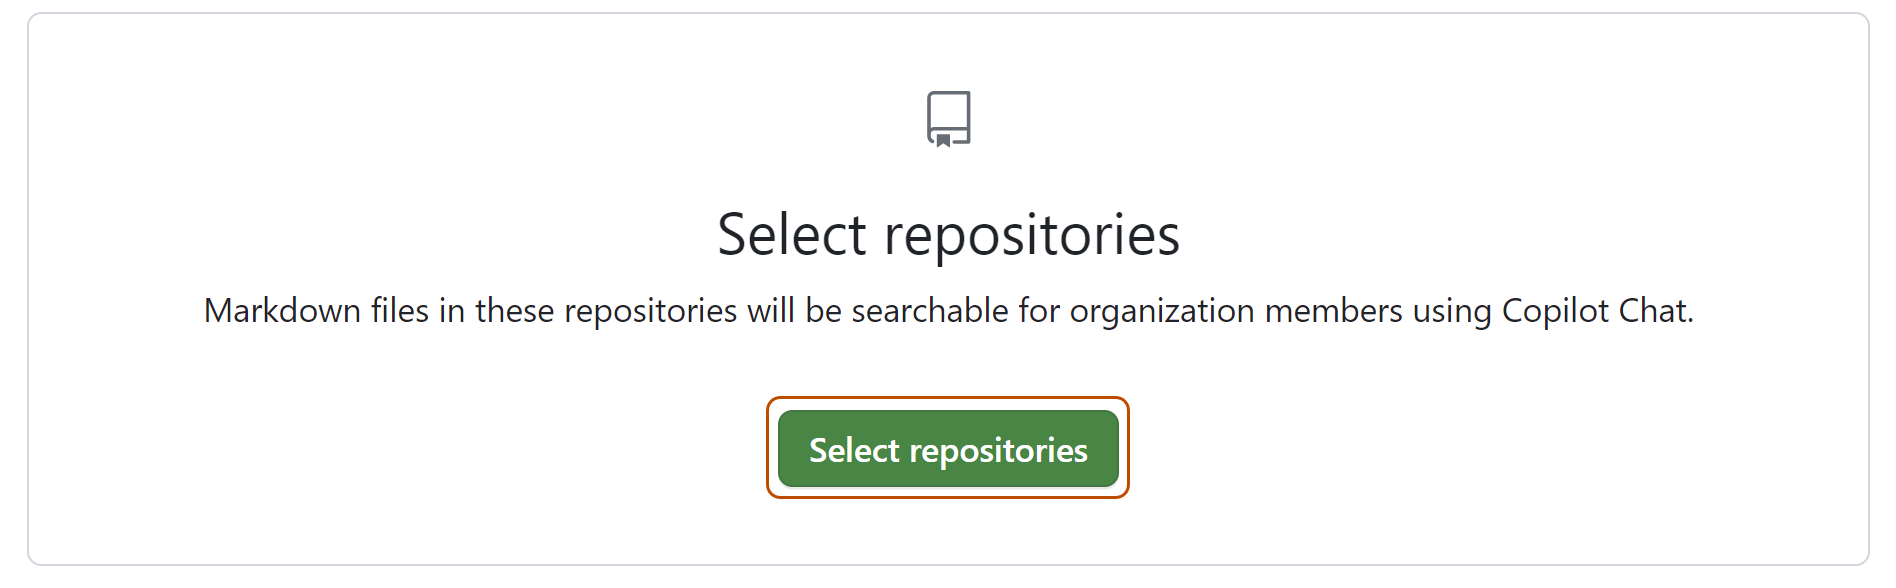 Select repositories
Markdown files in these repositories will be searchable for organization members using Copilot Chat.
Select repositories